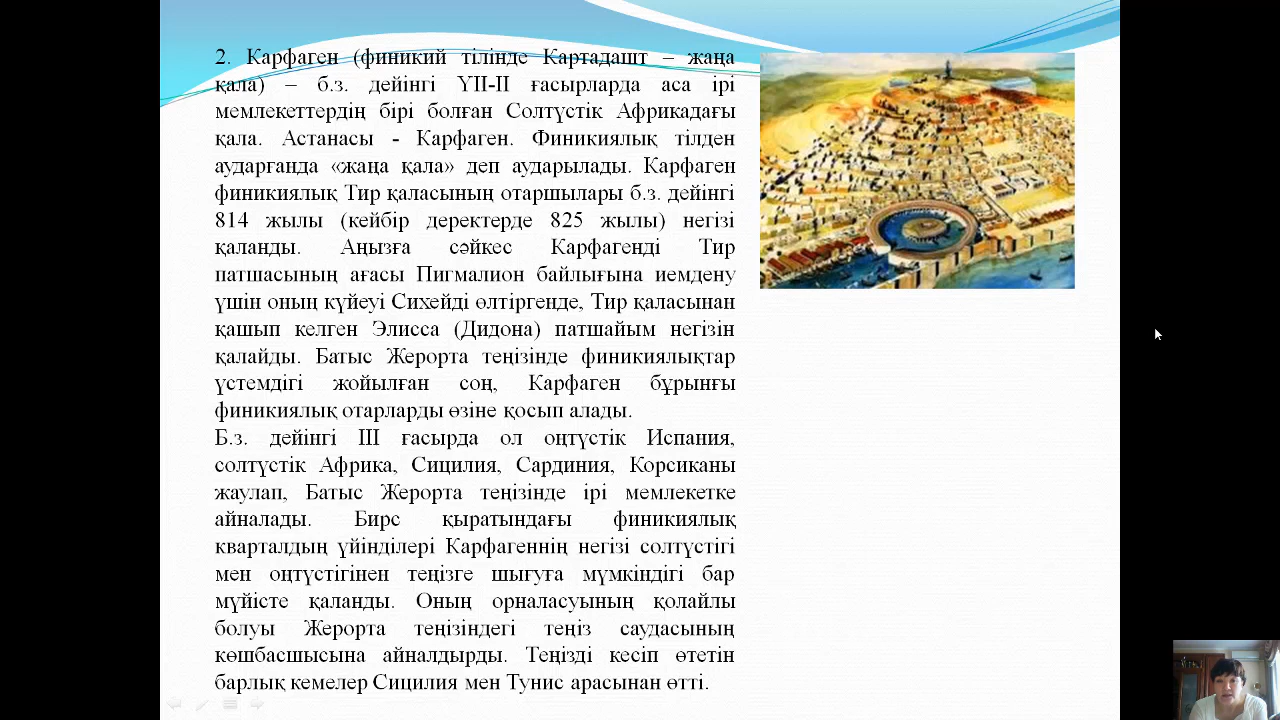 2. Карфаген (финикий тілінде Картадашт – жаңа
қала) – б.з. дейінгі YII-II ғасырларда аса ірі
мемлекеттердің бірі болған Солтүстік Африкадағы
қала. Астанасы - Карфаген. Финикиялық тілден
аударғанда «жаңа қала» деп аударылады. Карфаген
финикиялық Тир қаласының отаршылары б.з. дейінгі
814 жылы (кейбір деректерде 825 жылы) негізі
қаланды. Аңызға сәйкес Карфагенді Тир
патшасының ағасы Пигмалион байлығына иемдену
үшін оның күйеуі Сихейді өлтіргенде, Тир қаласынан
қашып келген Элисса (Дидона) патшайым негізін
қалайды. Батыс Жерорта теңізінде финикиялықтар
үстемдігі жойылған соң, Карфаген бұрынғы
финикиялық отарларды өзіне қосып алады.
Б.з. дейінгі III ғасырда ол оңтүстік Испания,
солтүстік Африка, Сицилия, Сардиния, Корсиканы
жаулап, Батыс Жерорта теңізінде ірі мемлекетке
айналады. Бирс қыратындағы финикиялық
кварталдың үйінділері Карфагеннің негізі солтүстігі
мен оңтүстігінен теңізге шығуға мүмкіндігі бар
мүйісте қаланды. Оның орналасуының қолайлы
болуы Жерорта теңізіндегі теңіз саудасының
көшбасшысына айналдырды. Теңізді кесіп өтетін
барлық кемелер Сицилия мен Тунис арасынан өтті.